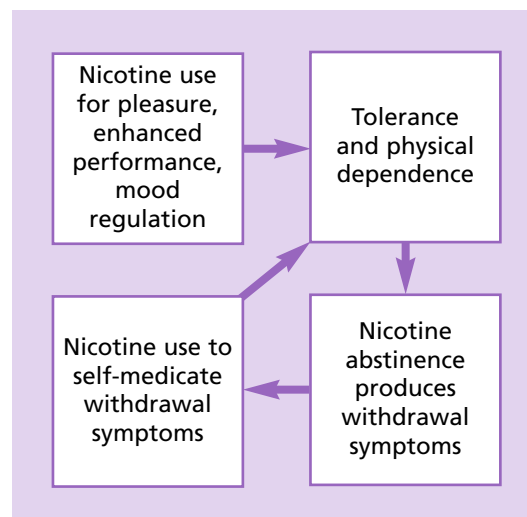 Nicotine use
for pleasure,
enhanced
performance,
mood
regulation
Tolerance
and physical
dependence
Nicotine use to
self-medicate
withdrawal
symptoms
Nicotine
abstinence
produces
withdrawal
symptoms